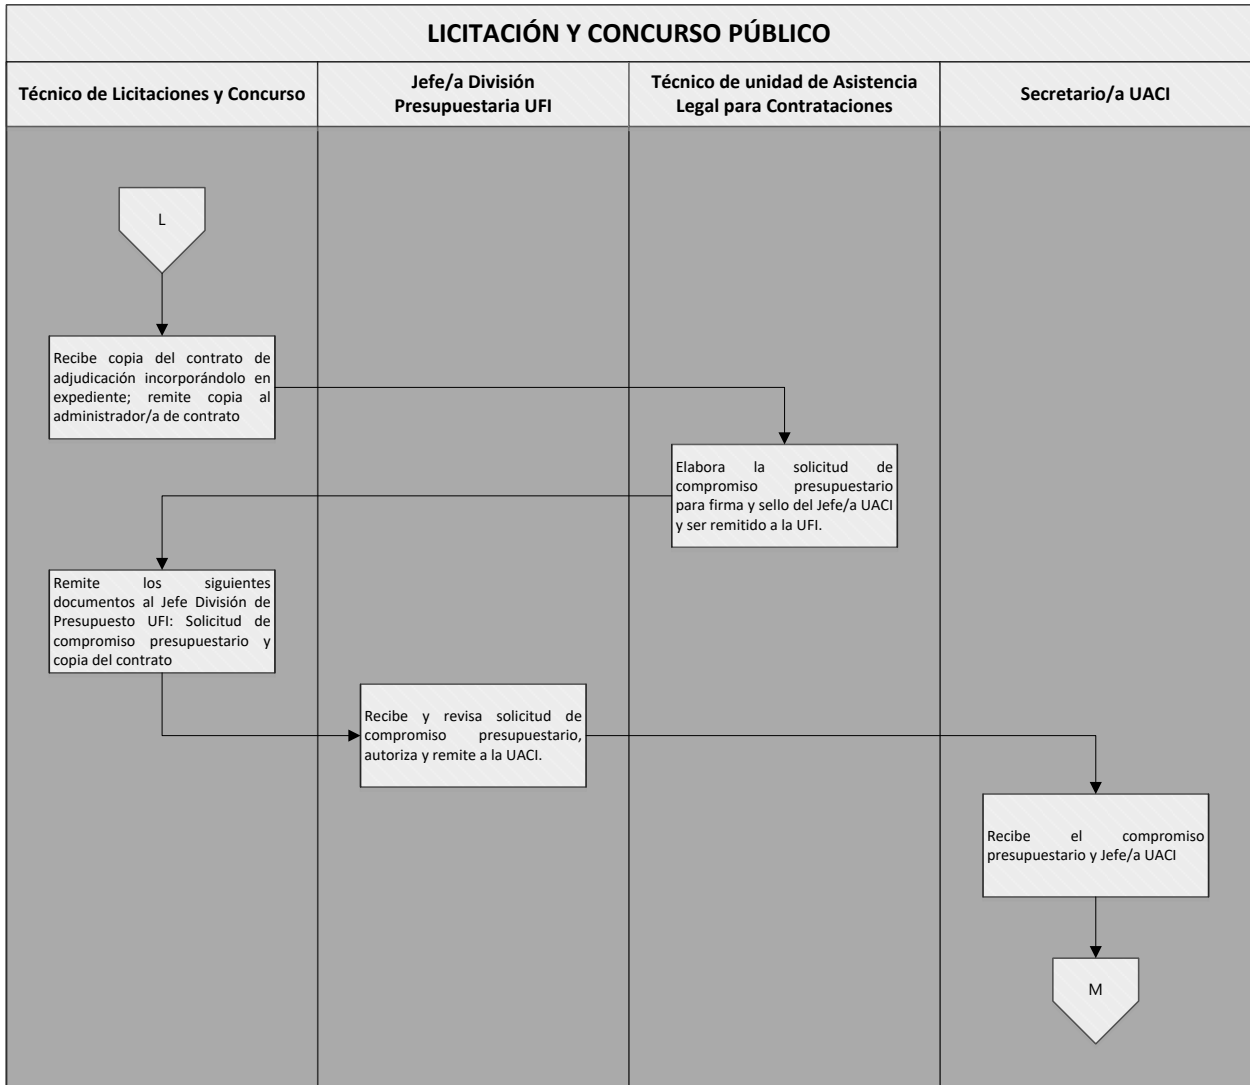 LICITACIÓN Y CONCURSO PÚBLICO
Técnico de Licitaciones y Concurso
Jefe/a División
Presupuestaria UFI
Técnico de unidad de Asistencia
Legal para Contrataciones
Secretario/a UACI
L
Recibe copia del contrato de
adjudicación incorporándolo en
expediente; remite copia al
administrador/a de contrato
Elabora la solicitud de
compromiso presupuestario
para firma y sello del Jefe/a UACI
y ser remitido a la UFI.
Remite los siguientes
documentos al Jefe División de
Presupuesto UFI: Solicitud de
compromiso presupuestario y
copia del contrato
Recibe y revisa solicitud de
compromiso presupuestario,
autoriza y remite a la UACI.
Recibe el compromiso
presupuestario y Jefe/a UACI
M